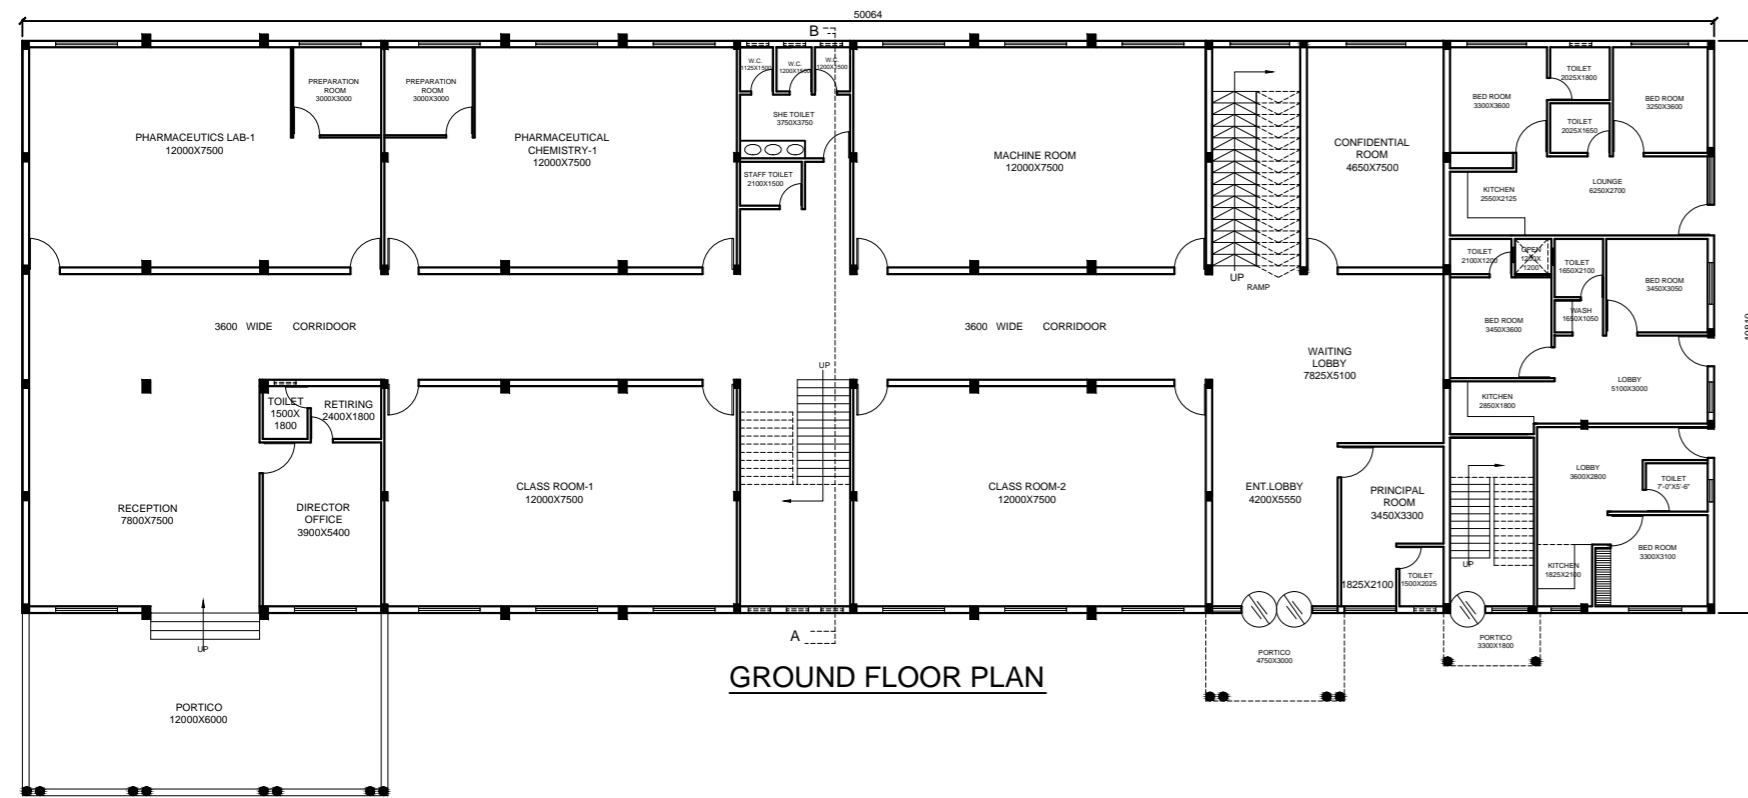 50064
B
PREPARATION
ROOM
3000X3000
PREPARATION
ROOM
3000X3000
PHARMACEUTICS LAB-1
12000X7500
PHARMACEUTICAL
CHEMISTRY-1
12000X7500
W.C.
1125X1500
W.C.
1200X1500
W.C.
1200X1500
SHE TOILET
3750X3750
STAFF TOILET
2100X1500
MACHINE ROOM
12000X7500
UP
RAMP
CONFIDENTIAL
ROOM
4650X7500
BED ROOM
3300X3600
TOILET
2025X1800
TOILET
2025X1650
BED ROOM
3250X3600
KITCHEN
2550X2125
LOUNGE
6250X2700
TOILET
2100X1200
OPEN
1200X
1200
TOILET
1650X2100
BED ROOM
3450X3050
WASH
1650X1050
BED ROOM
3450X3600
LOBBY
5100X3000
KITCHEN
2850X1800
3600 WIDE CORRIDOOR
3600 WIDE CORRIDOOR
WAITING
LOBBY
7825X5100
UP
TOILET
1500X
1800
RETIRING
2400X1800
RECEPTION
7800X7500
DIRECTOR
OFFICE
3900X5400
CLASS ROOM-1
12000X7500
CLASS ROOM-2
12000X7500
ENT.LOBBY
4200X5550
PRINCIPAL
ROOM
3450X3300
1825X2100
TOILET
1500X2025
UP
LOBBY
3600X2800
TOILET
7'-0"X5'-6"
BED ROOM
3300X3100
KITCHEN
1825X2100
UP
A
PORTICO
4750X3000
PORTICO
3300X1800
GROUND FLOOR PLAN
PORTICO
12000X6000